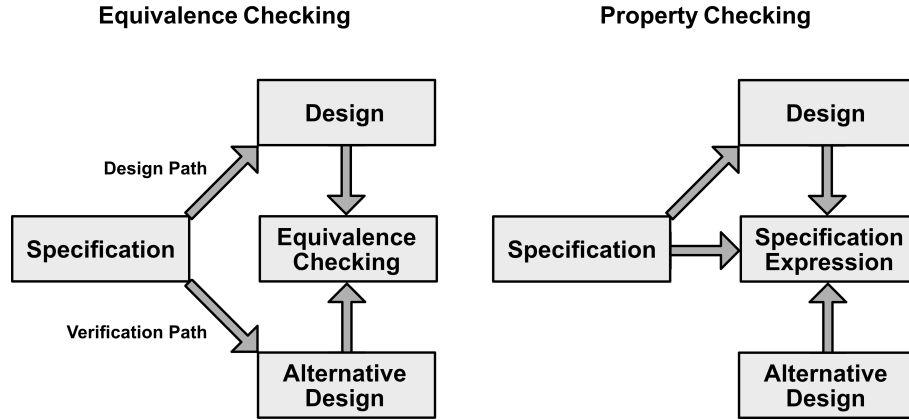 Equivalence Checking
Property Checking
Design
Design
Design Path
Specification
Equivalence
Checking
Specification
Specification
Expression
Verification Path
Alternative
Design
Alternative
Design